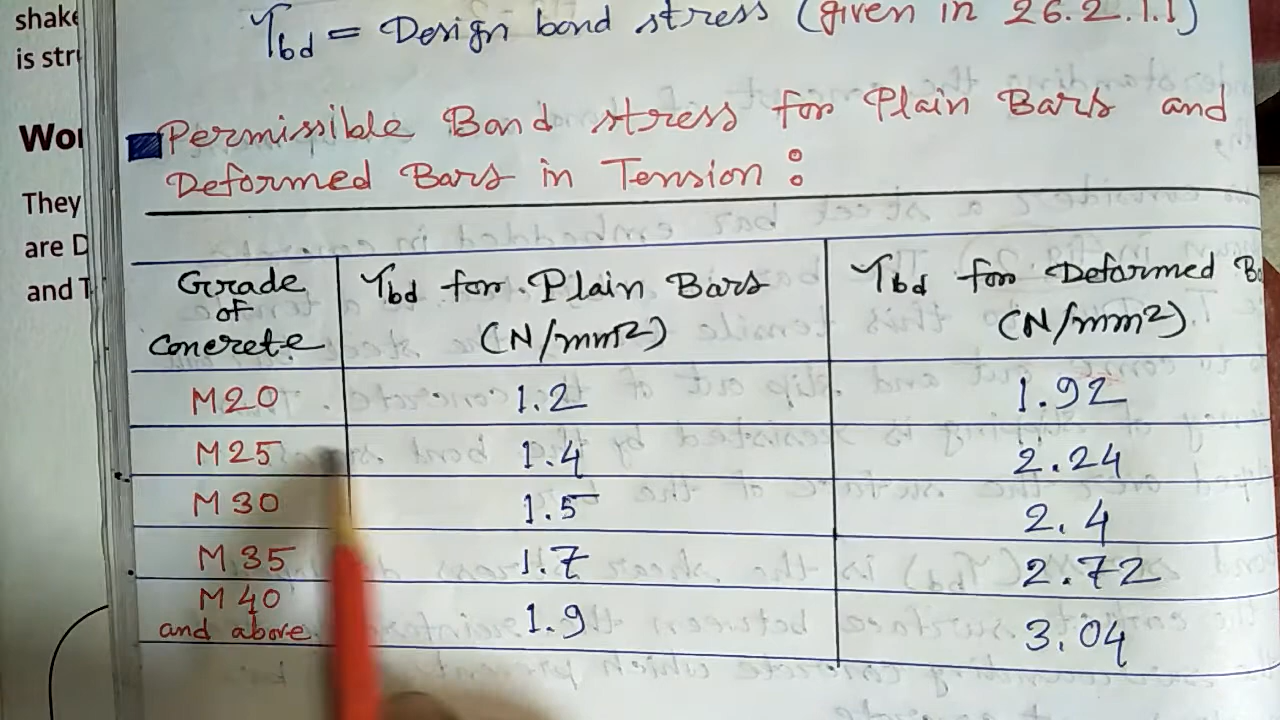 shake
is str
Wor
They
are D
and T
τbd = Design bond stress (given in 26.2.1.1)
Permissible Bond stress for Plain Bars and
Deformed Bars in Tension :
Grade of concrete
τbd for Plain Bars (N/mm²)
τbd for Deformed B (N/mm²)
M20 1.2 1.92
M25 1.4 2.24
M30 1.5 2.4
M35 1.7 2.72
M40 and above 1.9 3.04